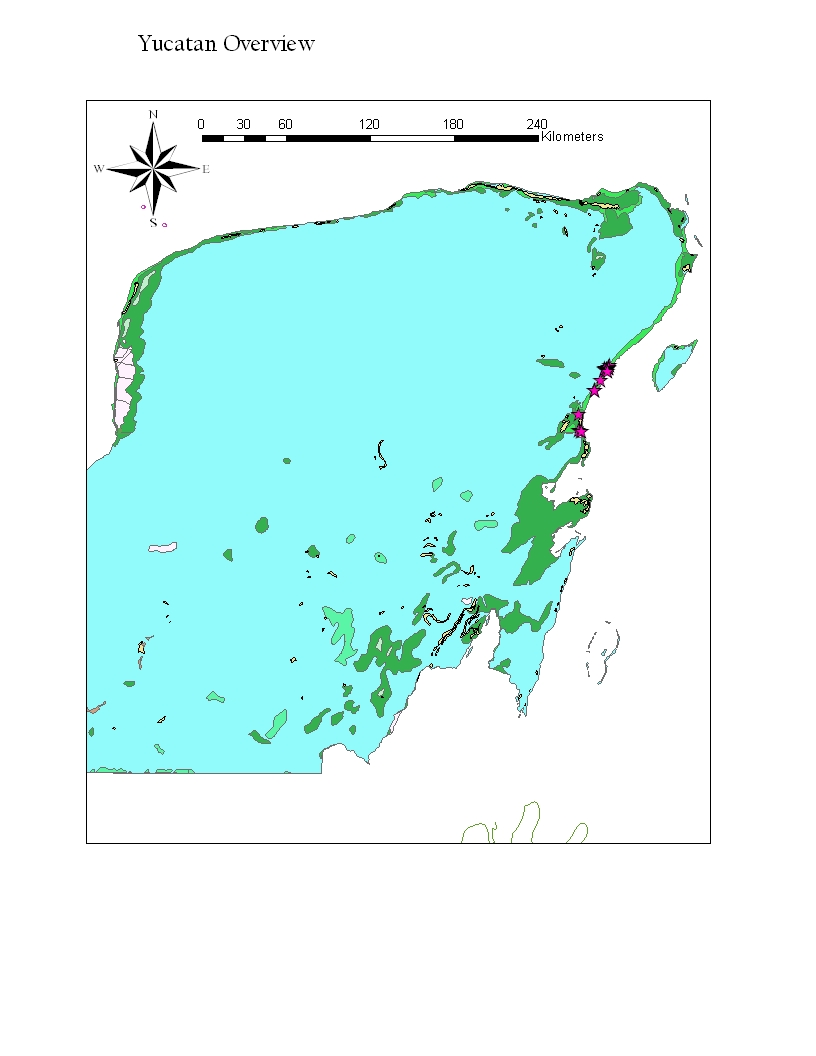 Yucatan Overview
N
0 30 60 120 180 240
Kilometers
W E
S